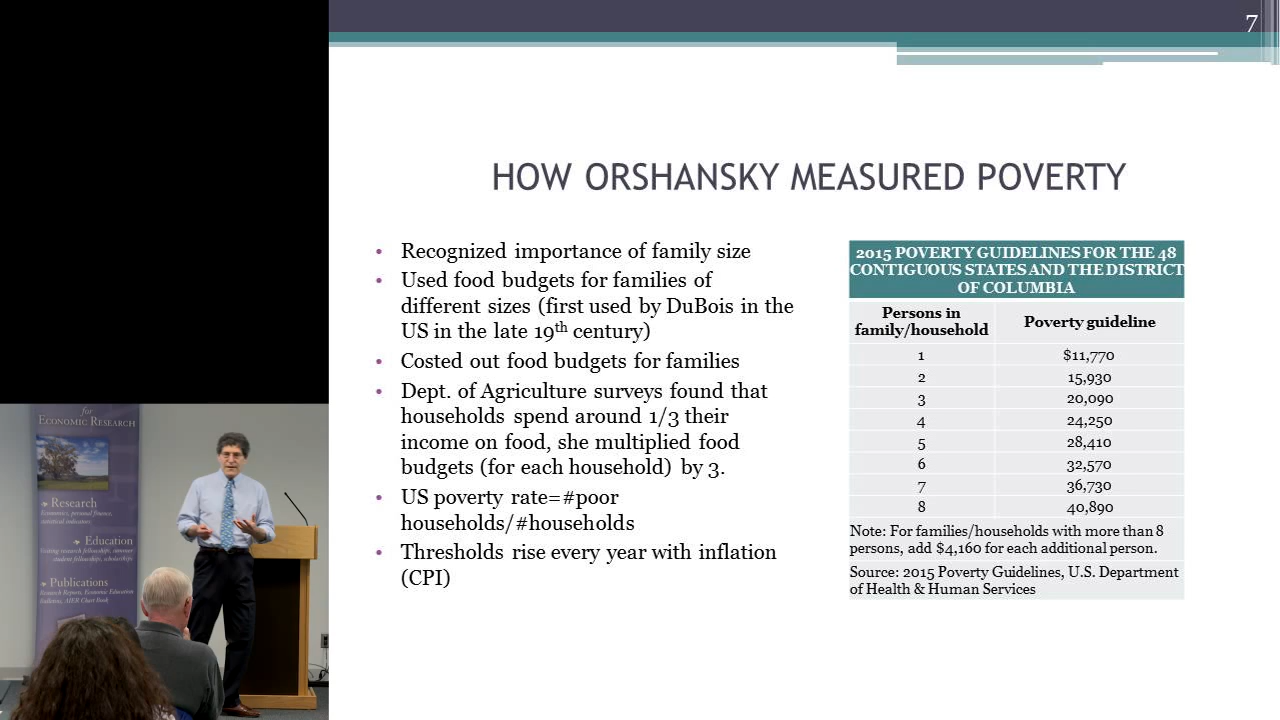 7
HOW ORSHANSKY MEASURED POVERTY
• Recognized importance of family size
• Used food budgets for families of
different sizes (first used by DuBois in the
US in the late 19th century)
• Costed out food budgets for families
• Dept. of Agriculture surveys found that
households spend around 1/3 their
income on food, she multiplied food
budgets (for each household) by 3.
• US poverty rate=#poor
households/#households
• Thresholds rise every year with inflation
(CPI)
2015 POVERTY GUIDELINES FOR THE 48
CONTIGUOUS STATES AND THE DISTRICT
OF COLUMBIA
Persons in
family/household
Poverty guideline
1 $11,770
2 15,930
3 20,090
4 24,250
5 28,410
6 32,570
7 36,730
8 40,890
Note: For families/households with more than 8
persons, add $4,160 for each additional person.
Source: 2015 Poverty Guidelines, U.S. Department
of Health & Human Services
for
ECONOMIC RESEARCH
Research
Economics, personal finance,
statistical indicators
Education
Visiting research fellowships, summer
student fellowships, scholarships
Publications
Research Reports, Economic Education
Bulletins, AIER Chart Book